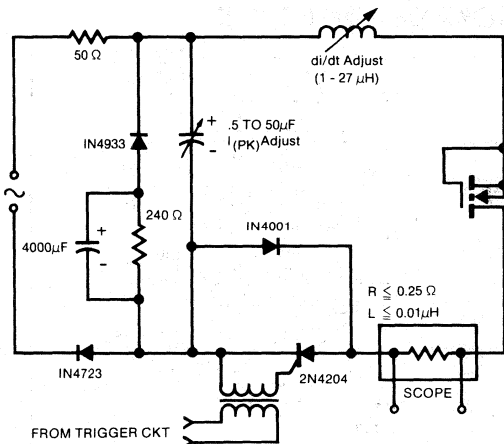 50 Ω
di/dt Adjust
(1 - 27 μH)
IN4933
+
.5 TO 50μF
I(PK) Adjust
-
4000μF
+
-
240 Ω
IN4001
R ≦ 0.25 Ω
L ≦ 0.01μH
IN4723
2N4204
SCOPE
FROM TRIGGER CKT